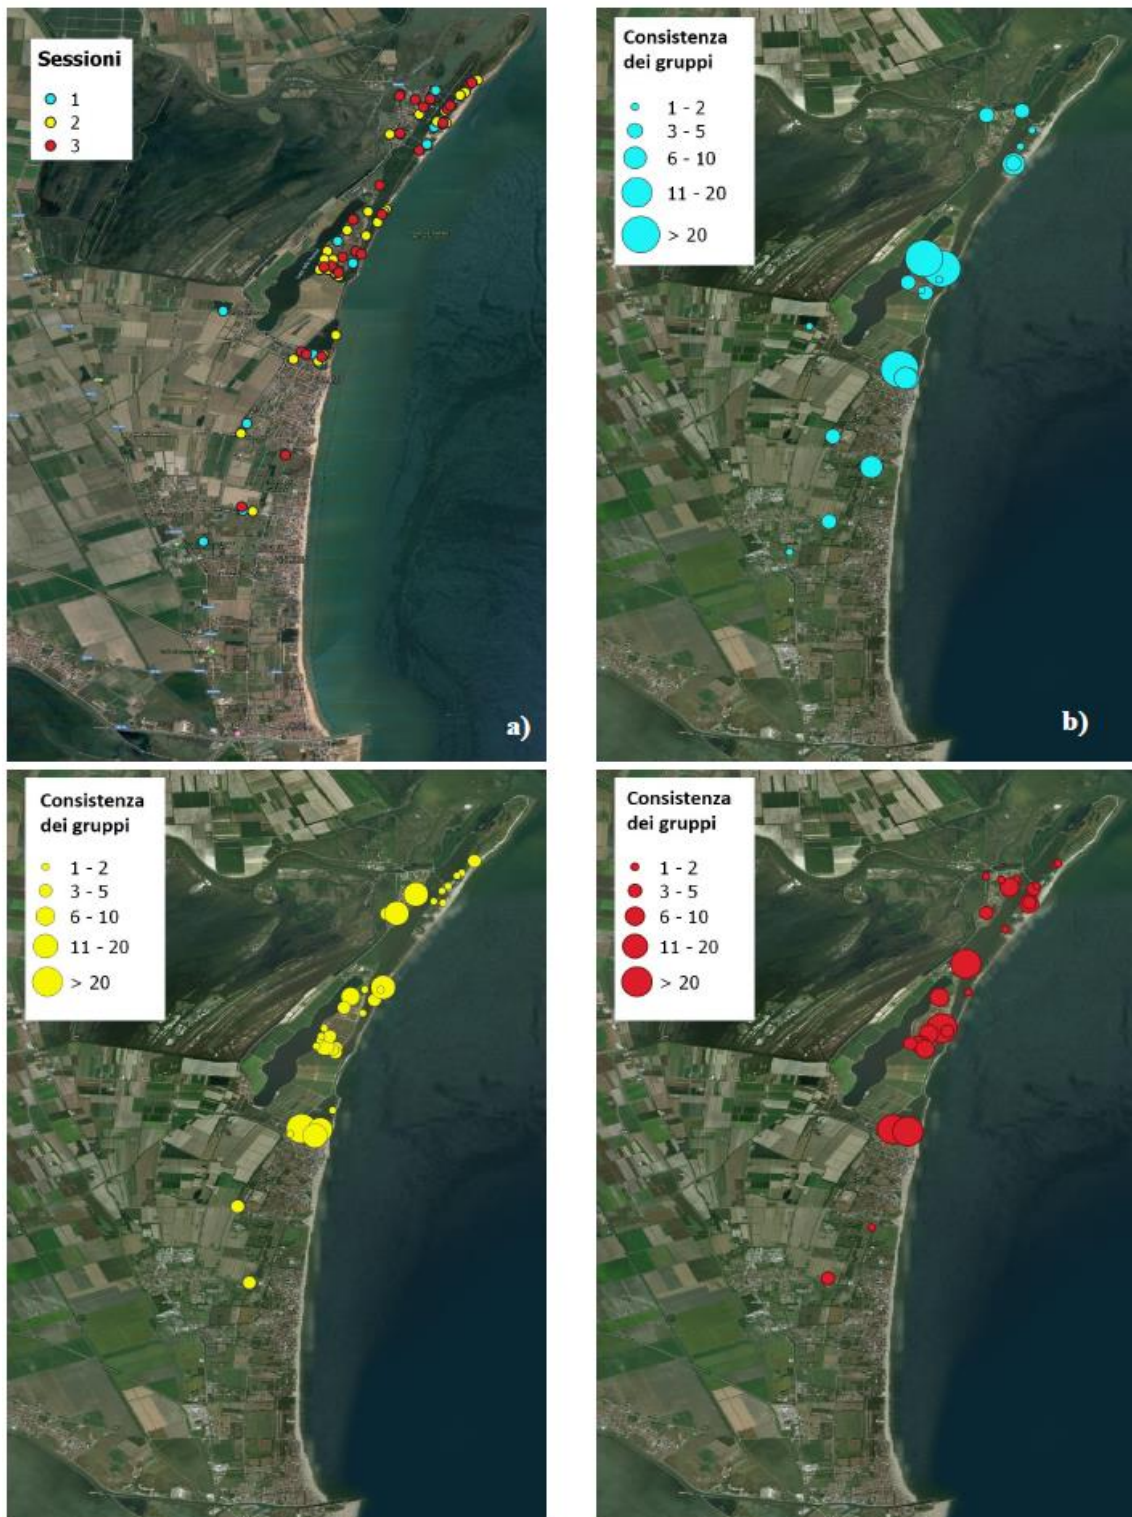 Sessioni
1
2
3
a)
Consistenza
dei gruppi
1 - 2
3 - 5
6 - 10
11 - 20
> 20
b)
Consistenza
dei gruppi
1 - 2
3 - 5
6 - 10
11 - 20
> 20
Consistenza
dei gruppi
1 - 2
3 - 5
6 - 10
11 - 20
> 20